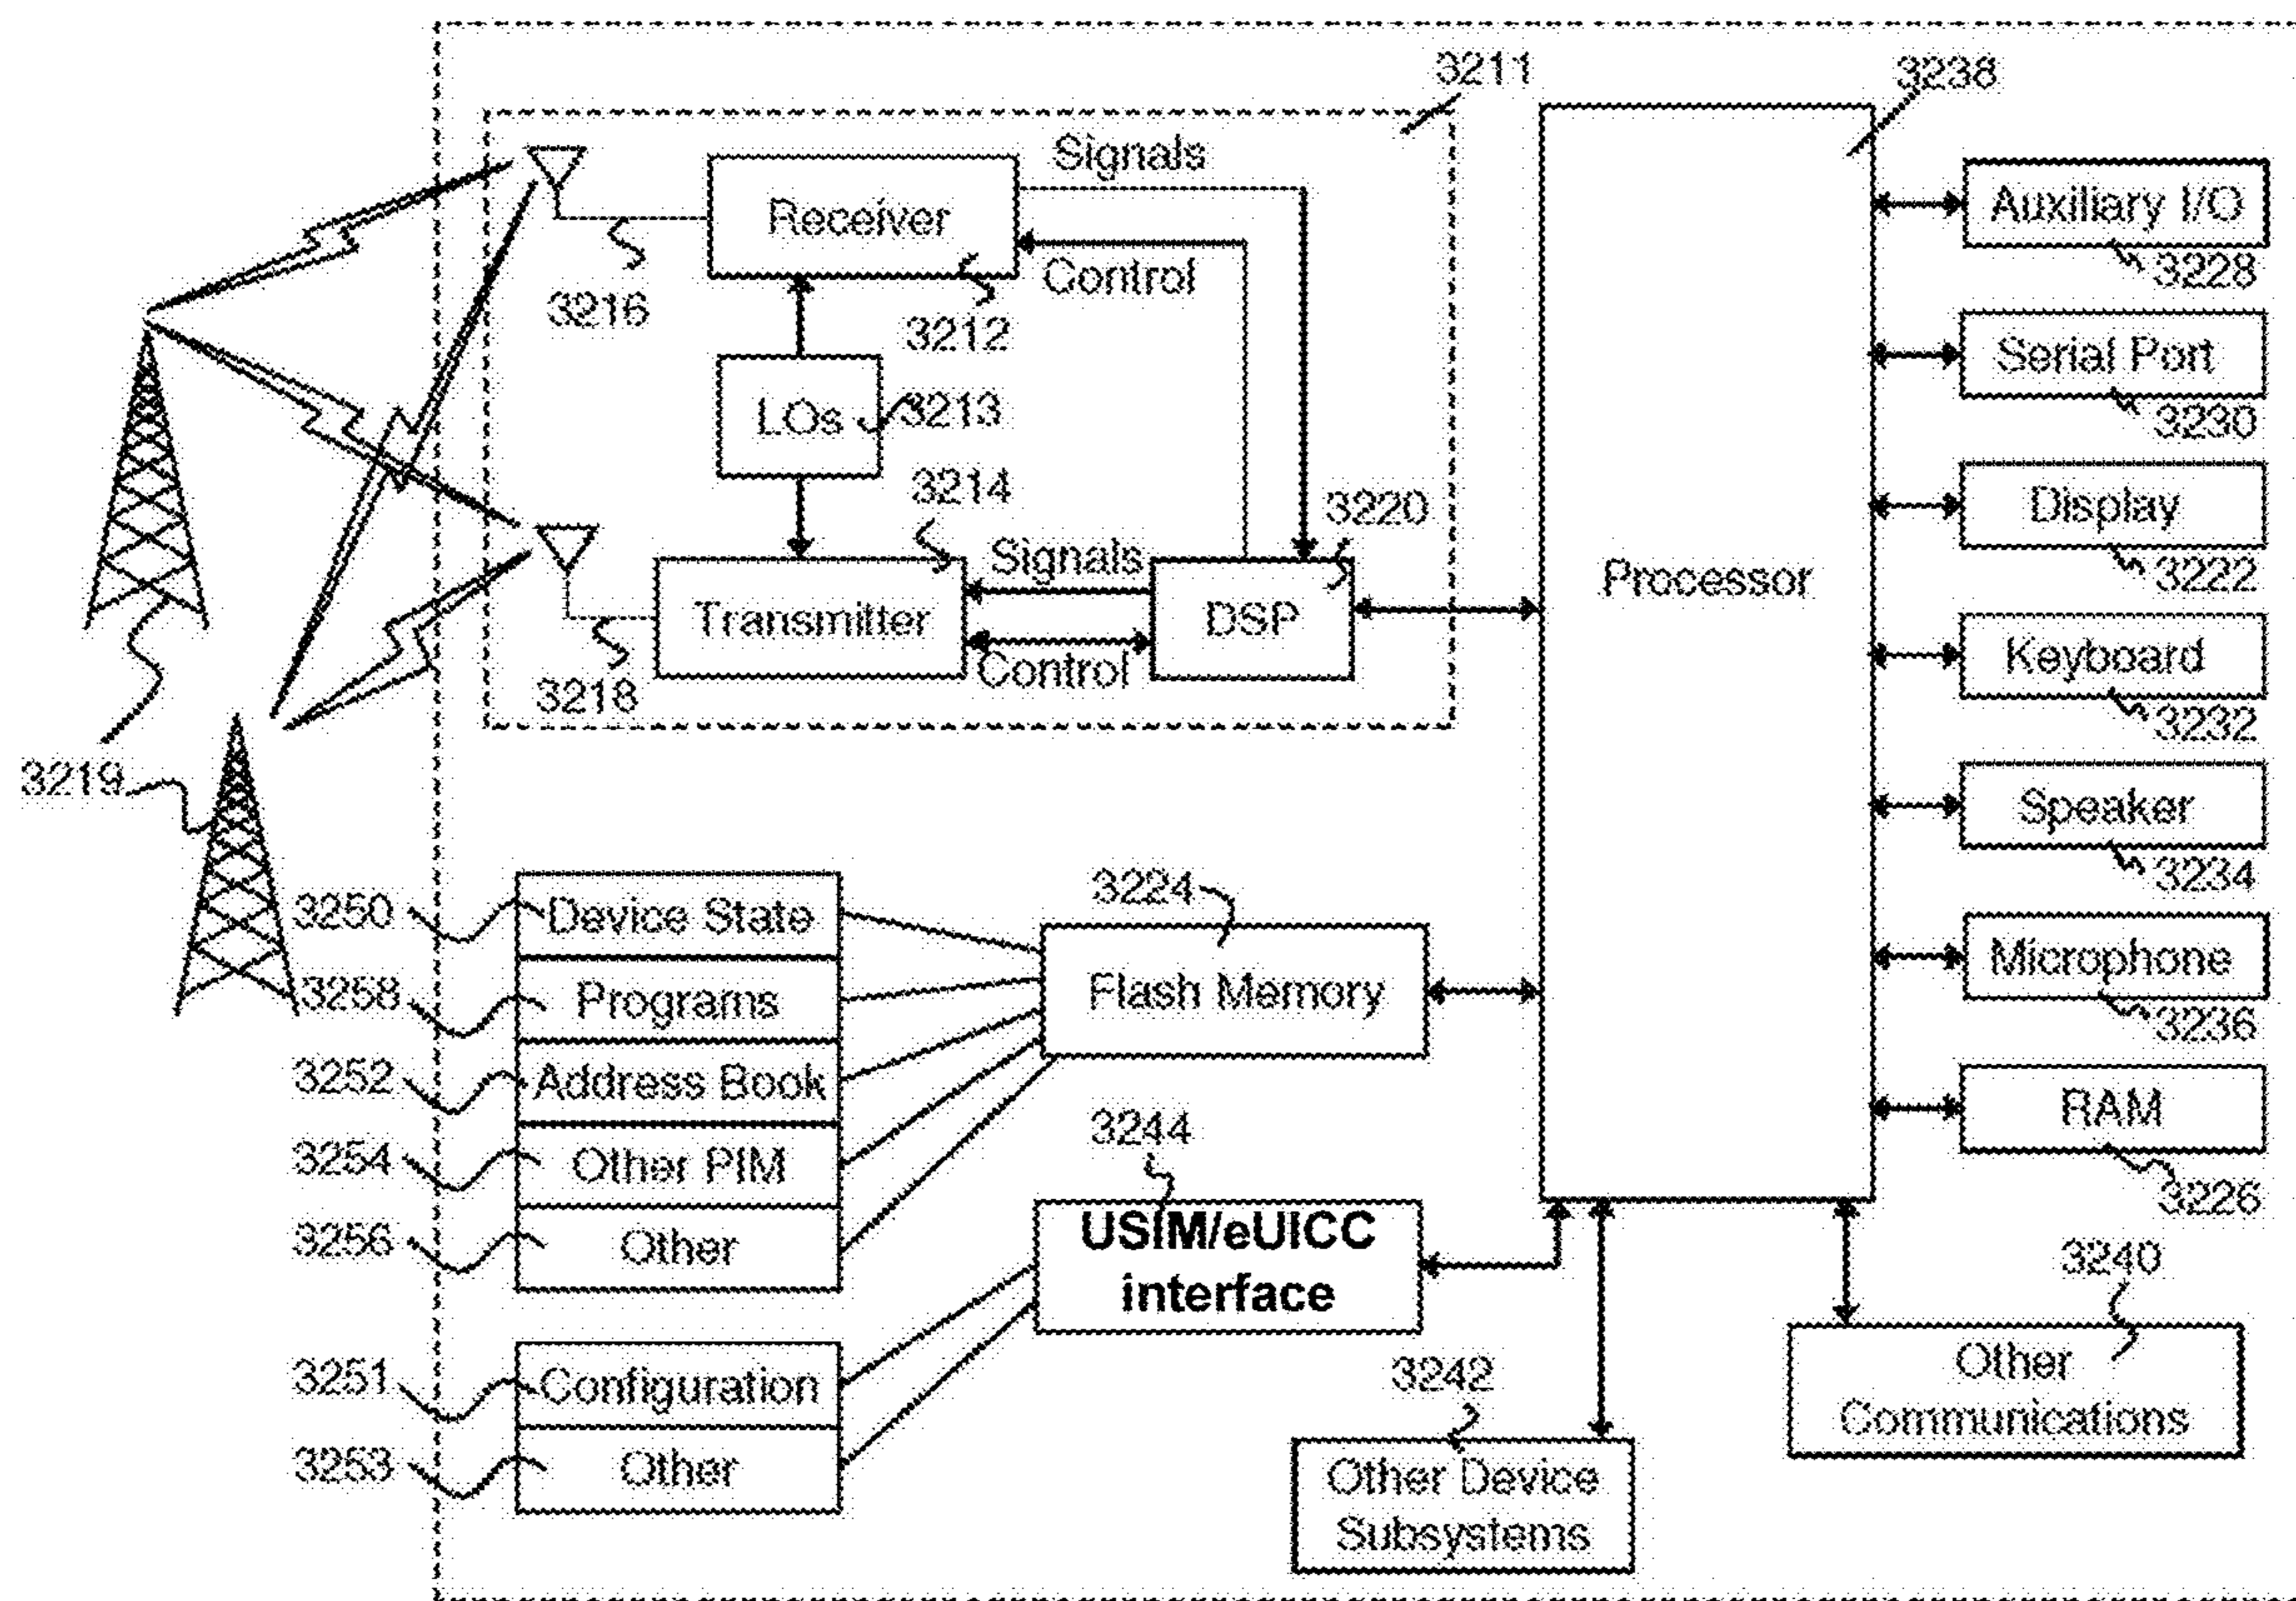 3211
3238
Signals
Receiver
Control
3216
3212
LOs
3213
3214
3220
Signals
Transmitter
DSP
Control
3218
Processor
Auxiliary I/O
3228
Serial Port
3230
Display
3222
Keyboard
3232
Speaker
3234
Microphone
3236
RAM
3226
3219
3224
3250
Device State
3258
Programs
Flash Memory
3252
Address Book
3254
Other PIM
3256
Other
3244
USIM/eUICC
interface
3251
Configuration
3253
Other
3242
Other Device
Subsystems
3240
Other
Communications